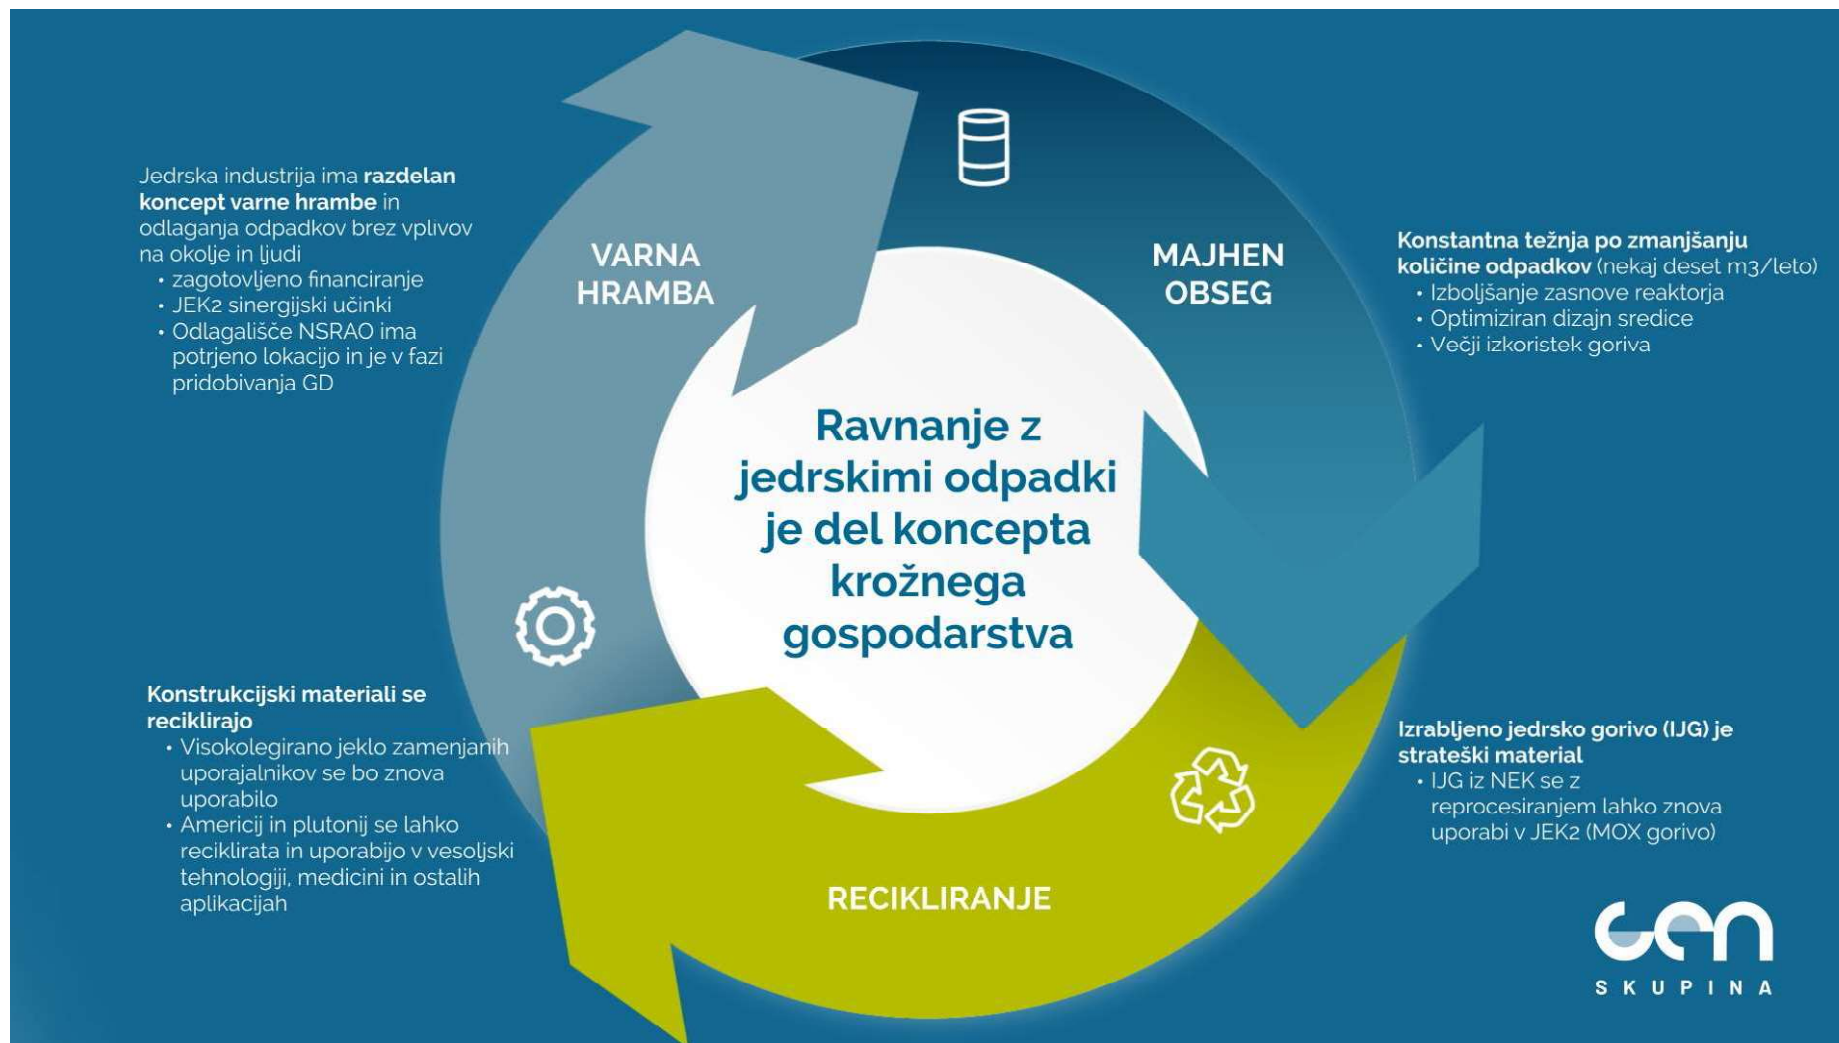 Jedrska industrija ima razdelan
koncept varne hrambe in
odlaganja odpadkov brez vplivov
na okolje in ljudi
• zagotovljeno financiranje
• JEK2 sinergijski učinki
• Odlagališče NSRAO ima
potrjeno lokacijo in je v fazi
pridobivanja GD
VARNA
HRAMBA
MAJHEN
OBSEG
Konstantna težnja po zmanjšanju
količine odpadkov (nekaj deset m3/leto)
• Izboljšanje zasnove reaktorja
• Optimiziran dizajn sredice
• Večji izkoristek goriva
Ravnanje z
jedrskimi odpadki
je del koncepta
krožnega
gospodarstva
Konstrukcijski materiali se
reciklirajo
• Visokolegirano jeklo zamenjanih
uporajalnikov se bo znova
uporabilo
• Americij in plutonij se lahko
reciklirata in uporabijo v vesoljski
tehnologiji, medicini in ostalih
aplikacijah
RECIKLIRANJE
Izrabljeno jedrsko gorivo (IJG) je
strateški material
• IJG iz NEK se z
reprocesiranjem lahko znova
uporabi v JEK2 (MOX gorivo)
gen
SKUPINA